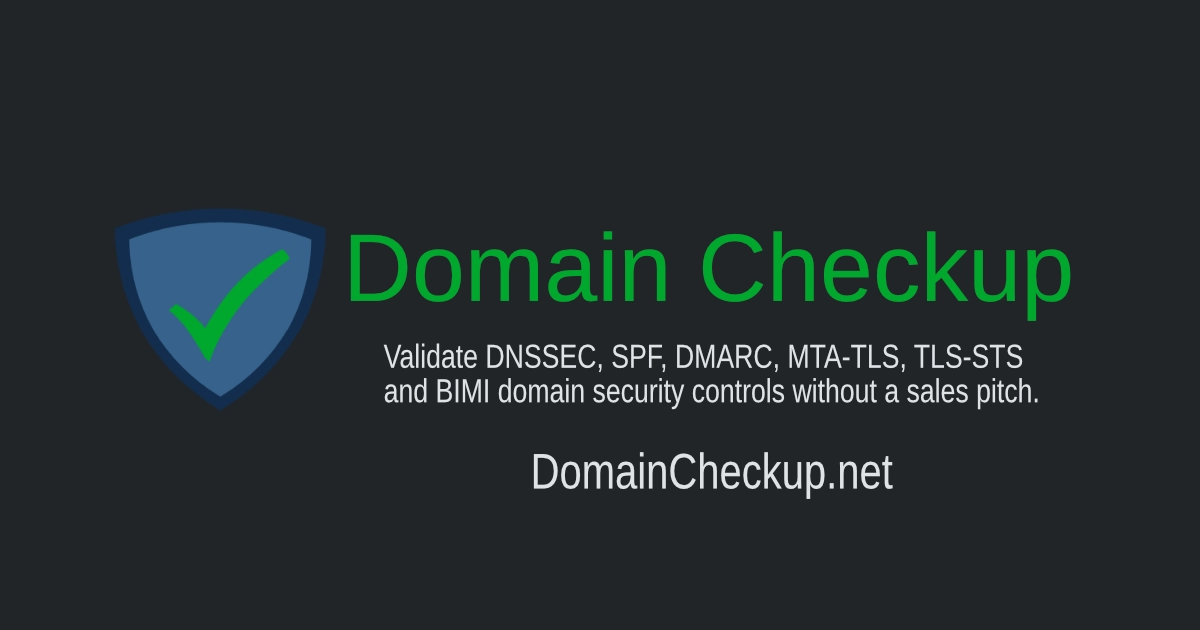 Domain Checkup
Validate DNSSEC, SPF, DMARC, MTA-TLS, TLS-STS
and BIMI domain security controls without a sales pitch.
DomainCheckup.net